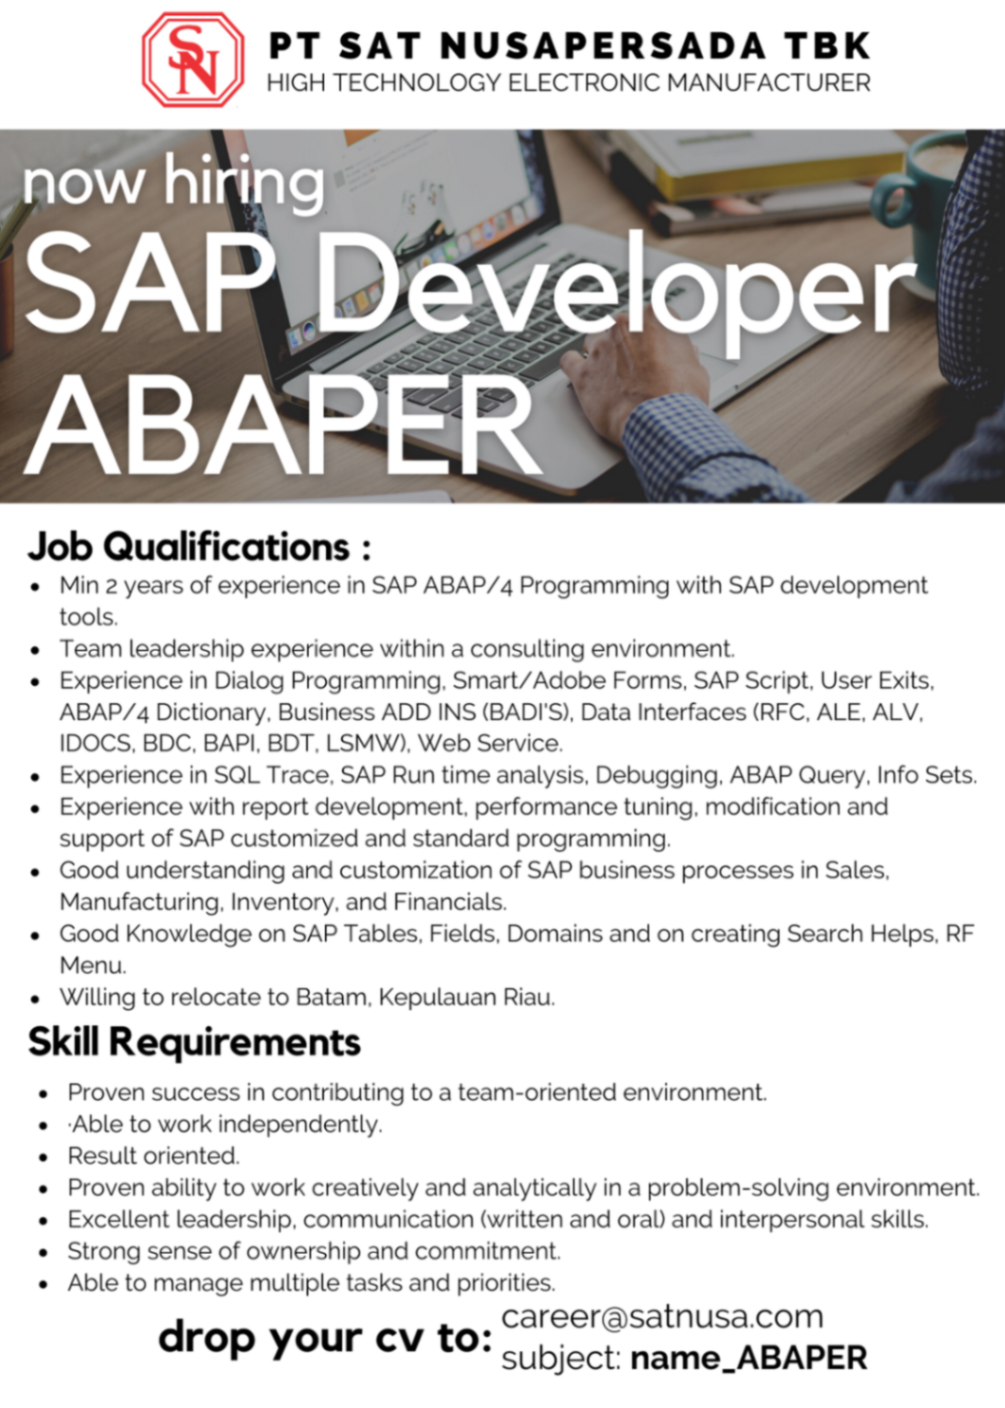 SN
PT SAT NUSAPERSADA TBK
HIGH TECHNOLOGY ELECTRONIC MANUFACTURER
now hiring
SAP Developer
ABAPER
Job Qualifications :
• Min 2 years of experience in SAP ABAP/4 Programming with SAP development
tools.
• Team leadership experience within a consulting environment.
• Experience in Dialog Programming, Smart/Adobe Forms, SAP Script, User Exits,
ABAP/4 Dictionary, Business ADD INS (BADI'S), Data Interfaces (RFC, ALE, ALV,
IDOCS, BDC, BAPI, BDT, LSMW), Web Service.
• Experience in SQL Trace, SAP Run time analysis, Debugging, ABAP Query, Info Sets.
• Experience with report development, performance tuning, modification and
support of SAP customized and standard programming.
• Good understanding and customization of SAP business processes in Sales,
Manufacturing, Inventory, and Financials.
• Good Knowledge on SAP Tables, Fields, Domains and on creating Search Helps, RF
Menu.
• Willing to relocate to Batam, Kepulauan Riau.
Skill Requirements
• Proven success in contributing to a team-oriented environment.
• ·Able to work independently.
• Result oriented.
• Proven ability to work creatively and analytically in a problem-solving environment.
• Excellent leadership, communication (written and oral) and interpersonal skills.
• Strong sense of ownership and commitment.
• Able to manage multiple tasks and priorities.
drop your cv to: career@satnusa.com
subject: name_ABAPER